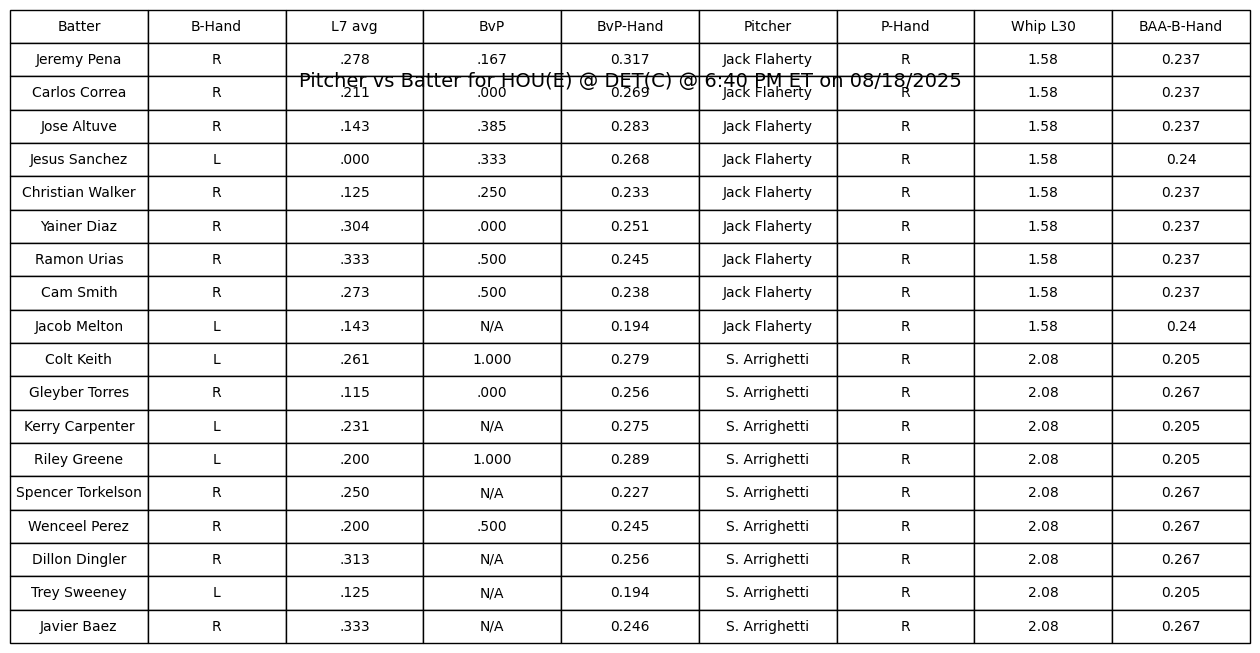 Batter B-Hand L7 avg BvP BvP-Hand Pitcher P-Hand Whip L30 BAA-B-Hand
Jeremy Pena R .278 .167 0.317 Jack Flaherty R 1.58 0.237
Pitcher vs Batter for HOU(E) @ DET(C) @ 6:40 PM ET on 08/18/2025
Carlos Correa R .211 .000 0.269 Jack Flaherty R 1.58 0.237
Jose Altuve R .143 .385 0.283 Jack Flaherty R 1.58 0.237
Jesus Sanchez L .000 .333 0.268 Jack Flaherty R 1.58 0.24
Christian Walker R .125 .250 0.233 Jack Flaherty R 1.58 0.237
Yainer Diaz R .304 .000 0.251 Jack Flaherty R 1.58 0.237
Ramon Urias R .333 .500 0.245 Jack Flaherty R 1.58 0.237
Cam Smith R .273 .500 0.238 Jack Flaherty R 1.58 0.237
Jacob Melton L .143 N/A 0.194 Jack Flaherty R 1.58 0.24
Colt Keith L .261 1.000 0.279 S. Arrighetti R 2.08 0.205
Gleyber Torres R .115 .000 0.256 S. Arrighetti R 2.08 0.267
Kerry Carpenter L .231 N/A 0.275 S. Arrighetti R 2.08 0.205
Riley Greene L .200 1.000 0.289 S. Arrighetti R 2.08 0.205
Spencer Torkelson R .250 N/A 0.227 S. Arrighetti R 2.08 0.267
Wenceel Perez R .200 .500 0.245 S. Arrighetti R 2.08 0.267
Dillon Dingler R .313 N/A 0.256 S. Arrighetti R 2.08 0.267
Trey Sweeney L .125 N/A 0.194 S. Arrighetti R 2.08 0.205
Javier Baez R .333 N/A 0.246 S. Arrighetti R 2.08 0.267